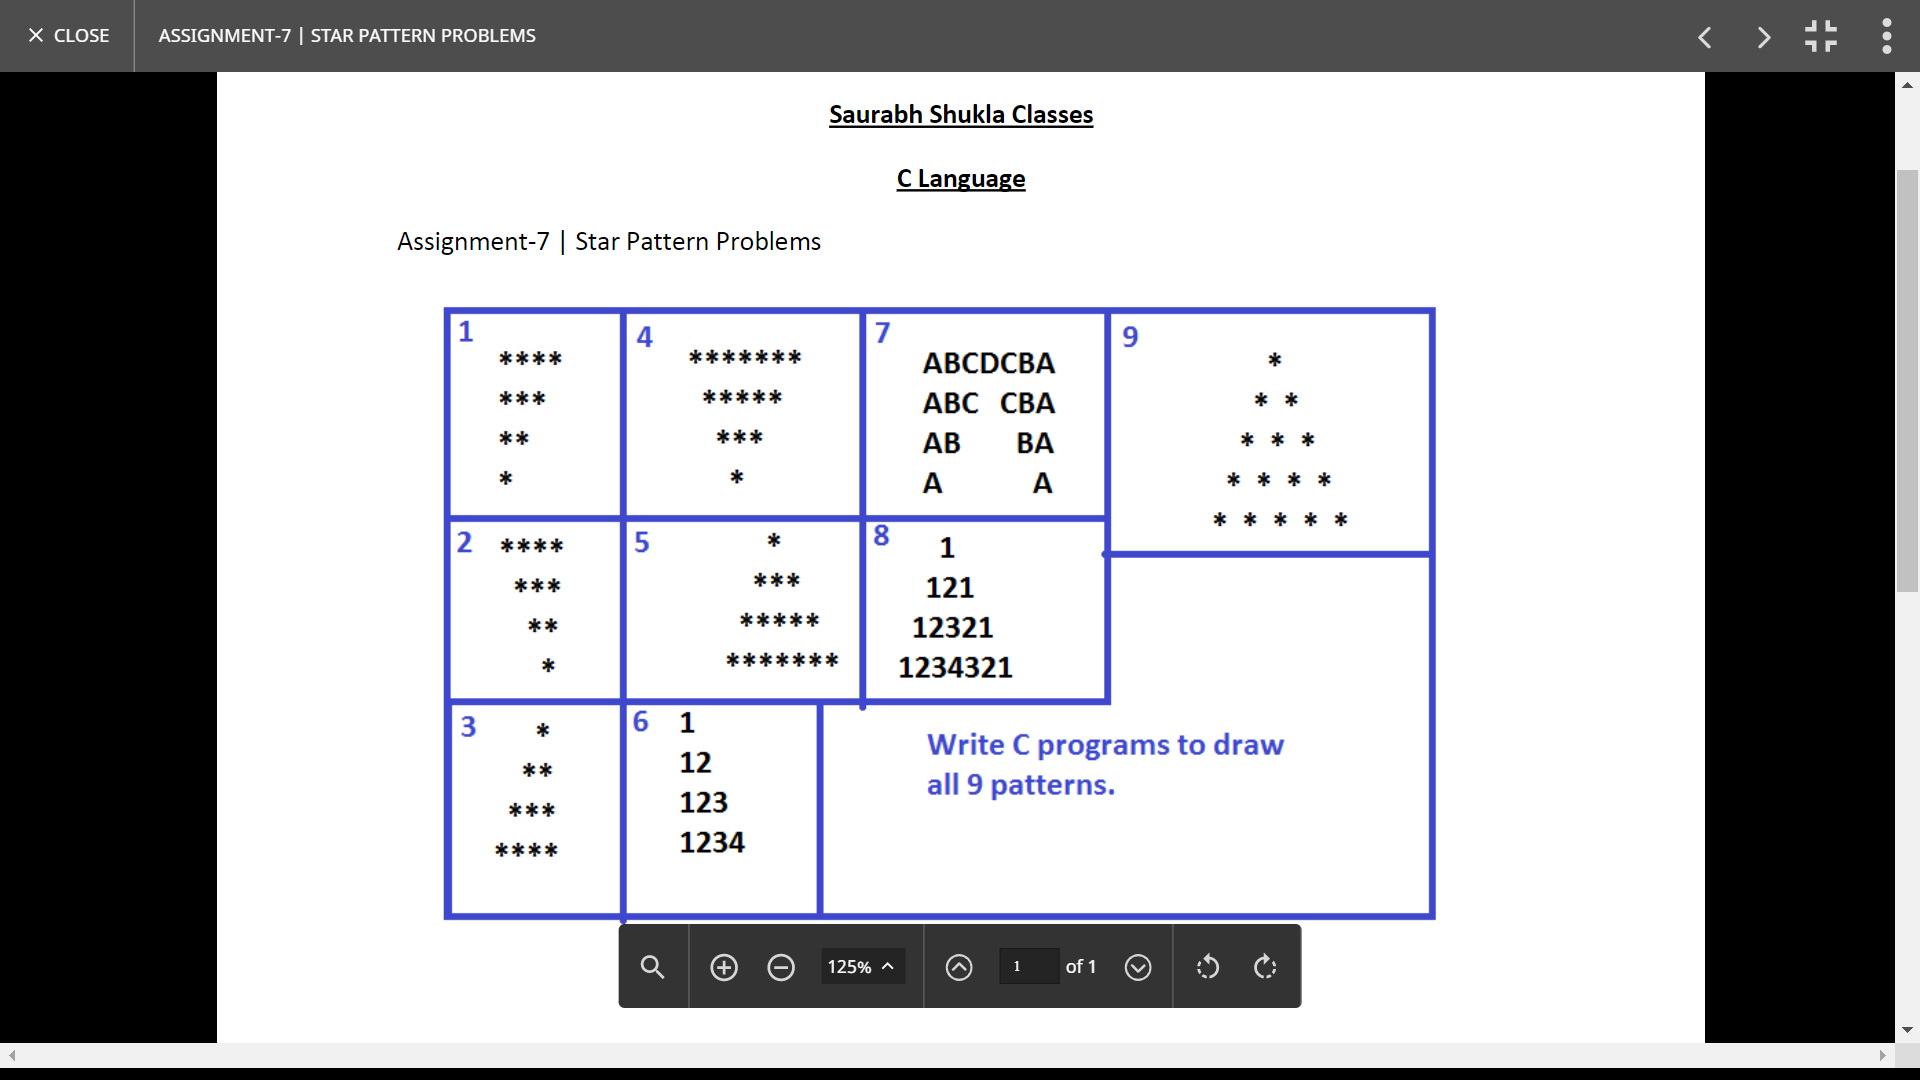 CLOSE
ASSIGNMENT-7 | STAR PATTERN PROBLEMS
Saurabh Shukla Classes
C Language
Assignment-7 | Star Pattern Problems
1
****
***
**
*
4
*******
*****
***
*
7
ABCDCBA
ABC CBA
AB BA
A A
9
*
* *
* * *
* * * *
* * * * *
2
****
***
**
*
5
*
***
*****
*******
8
1
121
12321
1234321
3
*
**
***
****
6
1
12
123
1234
Write C programs to draw
all 9 patterns.
125%
1 of 1